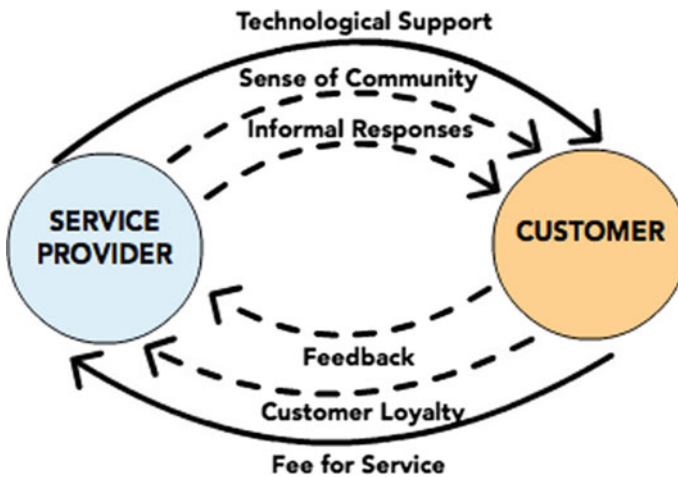 Technological Support
Sense of Community
Informal Responses
SERVICE
PROVIDER
CUSTOMER
Feedback
Customer Loyalty
Fee for Service